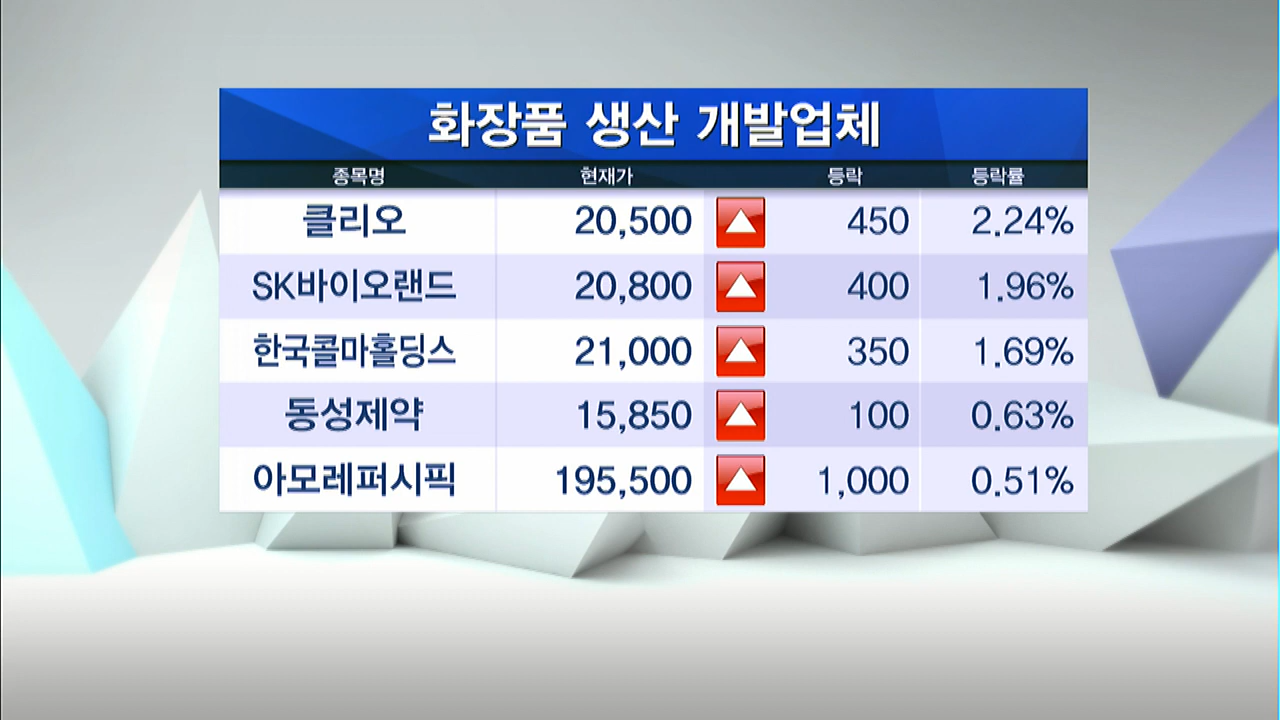 화장품 생산 개발업체
종목명 현재가 등락 등락률
클리오 20,500 ▲ 450 2.24%
SK바이오랜드 20,800 ▲ 400 1.96%
한국콜마홀딩스 21,000 ▲ 350 1.69%
동성제약 15,850 ▲ 100 0.63%
아모레퍼시픽 195,500 ▲ 1,000 0.51%